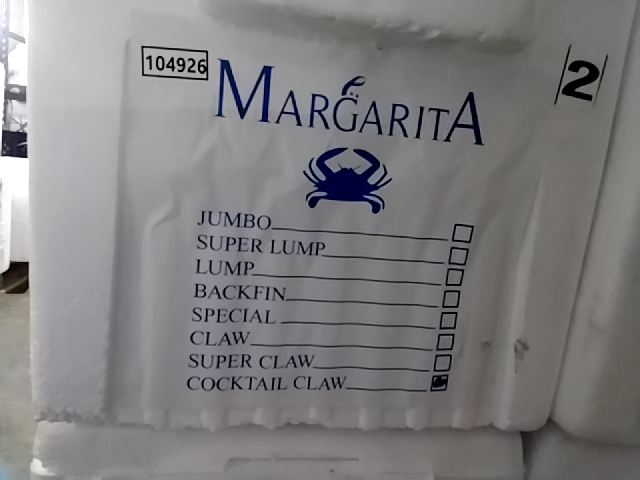 104926
MARGARITA
2
JUMBO
SUPER LUMP
LUMP
BACKFIN
SPECIAL
CLAW
SUPER CLAW
COCKTAIL CLAW